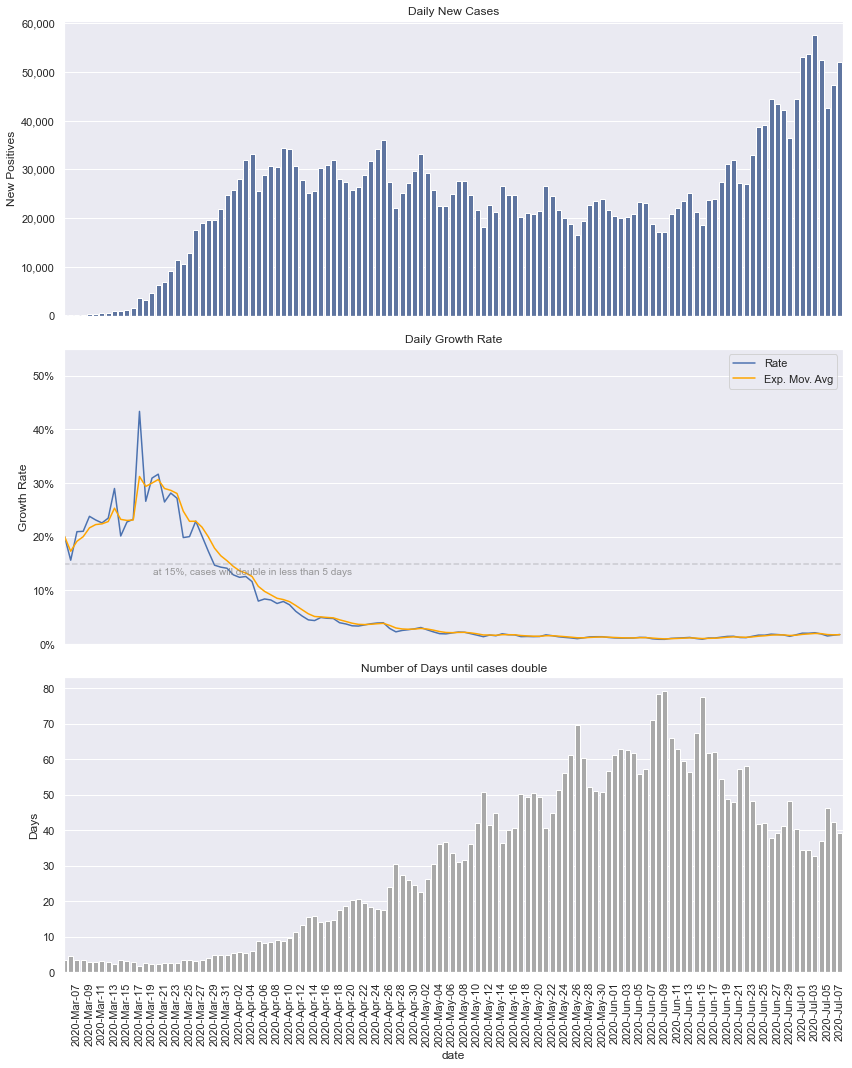 Daily New Cases
60,000
50,000
40,000
30,000
20,000
10,000
0
New Positives
Daily Growth Rate
50%
40%
30%
20%
10%
0%
Growth Rate
Rate
Exp. Mov. Avg
at 15%, cases will double in less than 5 days
Number of Days until cases double
80
70
60
50
40
30
20
10
0
Days
2020-Mar-07
2020-Mar-09
2020-Mar-11
2020-Mar-13
2020-Mar-15
2020-Mar-17
2020-Mar-19
2020-Mar-21
2020-Mar-23
2020-Mar-25
2020-Mar-27
2020-Mar-29
2020-Mar-31
2020-Apr-02
2020-Apr-04
2020-Apr-06
2020-Apr-08
2020-Apr-10
2020-Apr-12
2020-Apr-14
2020-Apr-16
2020-Apr-18
2020-Apr-20
2020-Apr-22
2020-Apr-24
2020-Apr-26
2020-Apr-28
2020-Apr-30
2020-May-02
2020-May-04
2020-May-06
2020-May-08
2020-May-10
2020-May-12
2020-May-14
2020-May-16
2020-May-18
2020-May-20
2020-May-22
2020-May-24
2020-May-26
2020-May-28
2020-May-30
2020-Jun-01
2020-Jun-03
2020-Jun-05
2020-Jun-07
2020-Jun-09
2020-Jun-11
2020-Jun-13
2020-Jun-15
2020-Jun-17
2020-Jun-19
2020-Jun-21
2020-Jun-23
2020-Jun-25
2020-Jun-27
2020-Jun-29
2020-Jul-01
2020-Jul-03
2020-Jul-05
2020-Jul-07
date